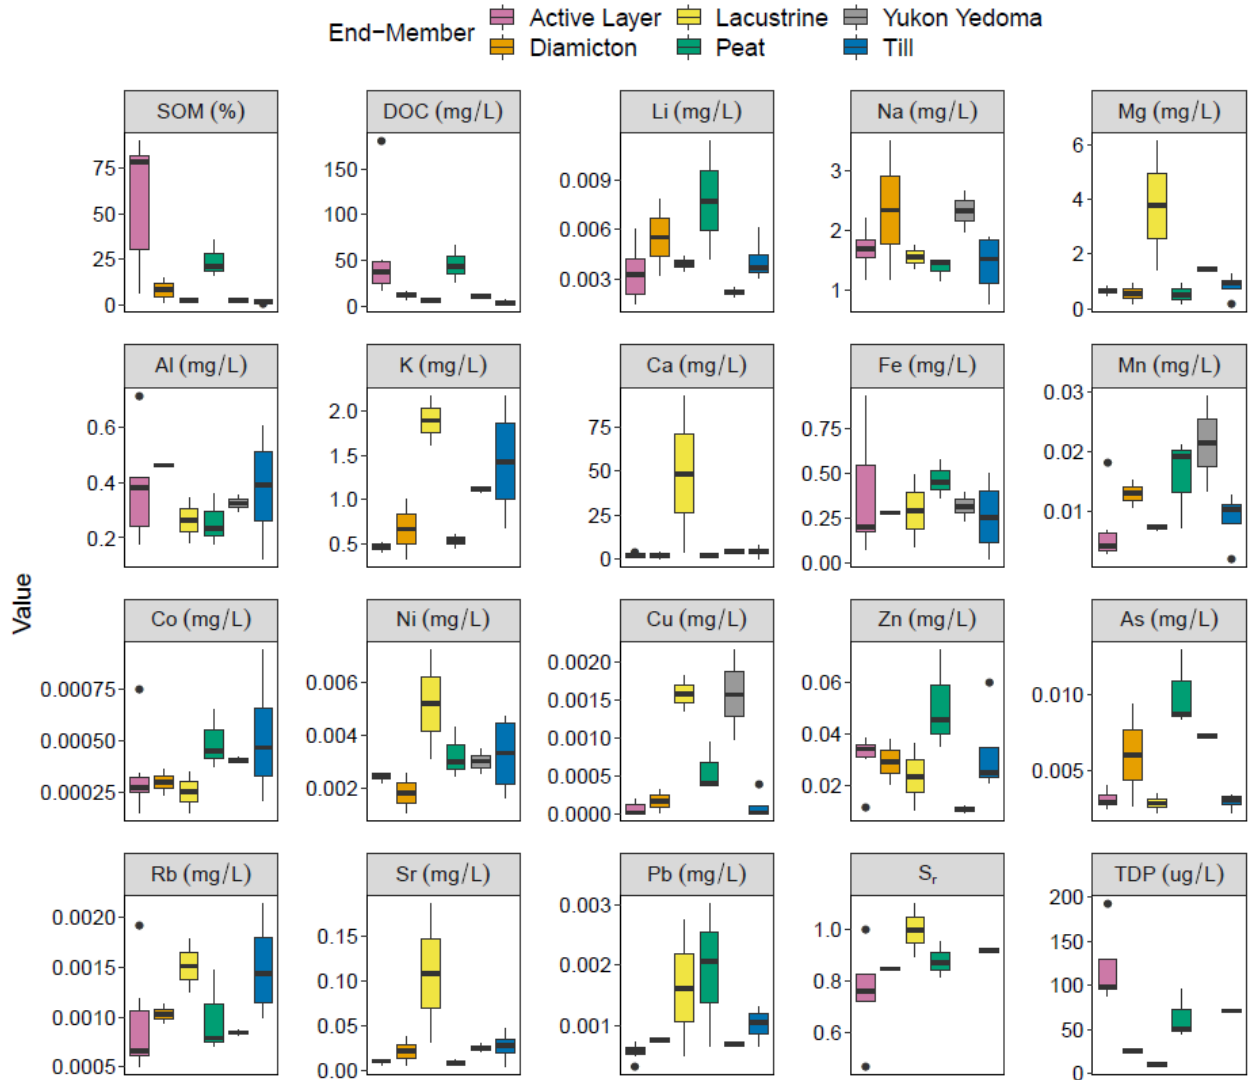 End−Member
Active Layer
Lacustrine
Yukon Yedoma
Diamicton
Peat
Till
Value
SOM (%)
75
50
25
0
DOC (mg/L)
150
100
50
0
Li (mg/L)
0.009
0.006
0.003
Na (mg/L)
3
2
1
Mg (mg/L)
6
4
2
0
Al (mg/L)
0.6
0.4
0.2
K (mg/L)
2.0
1.5
1.0
0.5
Ca (mg/L)
75
50
25
0
Fe (mg/L)
0.75
0.50
0.25
0.00
Mn (mg/L)
0.03
0.02
0.01
Co (mg/L)
0.00075
0.00050
0.00025
Ni (mg/L)
0.006
0.004
0.002
Cu (mg/L)
0.0020
0.0015
0.0010
0.0005
0.0000
Zn (mg/L)
0.06
0.04
0.02
As (mg/L)
0.010
0.005
Rb (mg/L)
0.0020
0.0015
0.0010
0.0005
Sr (mg/L)
0.15
0.10
0.05
0.00
Pb (mg/L)
0.003
0.002
0.001
Sr
1.0
0.8
0.6
TDP (ug/L)
200
150
100
50
0